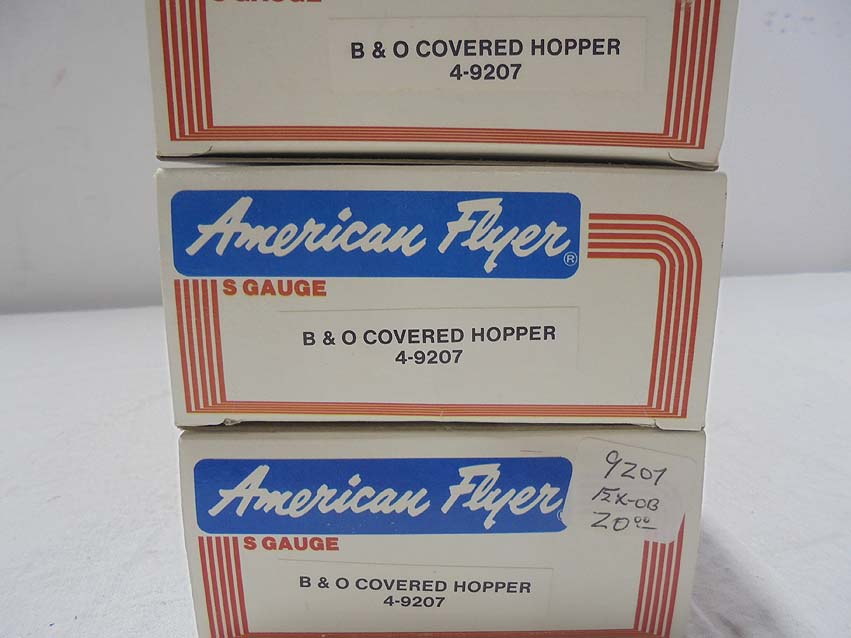 S GAUGE
B & O COVERED HOPPER
4-9207
American Flyer ®
S GAUGE
B & O COVERED HOPPER
4-9207
American Flyer
9207
EX-OB
20.00
S GAUGE
B & O COVERED HOPPER
4-9207